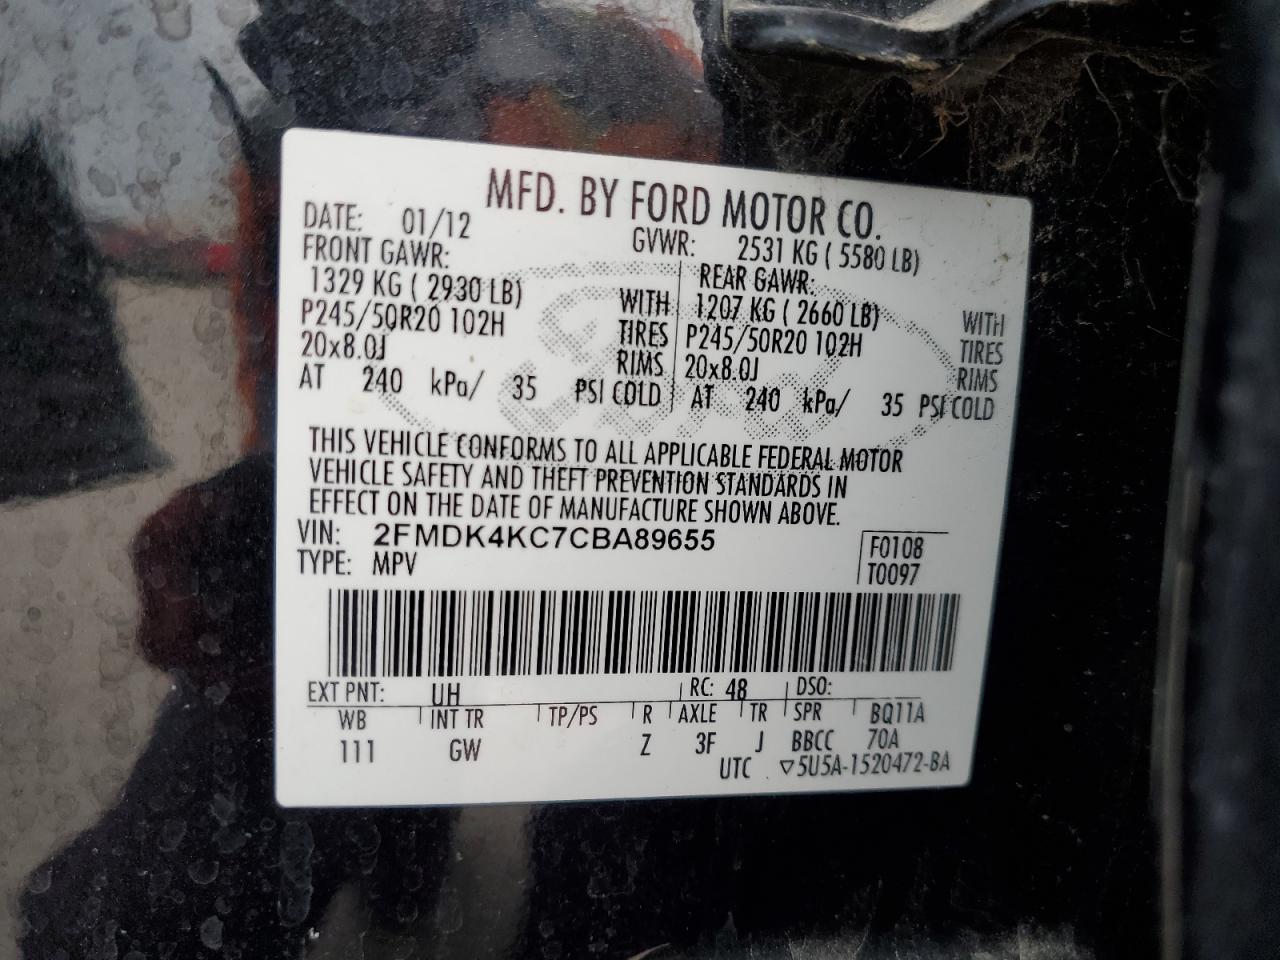 MFD. BY FORD MOTOR CO.
DATE: 01/12 GVWR: 2531 KG ( 5580 LB)
FRONT GAWR: REAR GAWR:
1329 KG ( 2930 LB) WITH 1207 KG ( 2660 LB) WITH
P245/50R20 102H TIRES P245/50R20 102H TIRES
20x8.0J RIMS 20x8.0J RIMS
AT 240 kPa/ 35 PSI COLD AT 240 kPa/ 35 PSI COLD
THIS VEHICLE CONFORMS TO ALL APPLICABLE FEDERAL MOTOR
VEHICLE SAFETY AND THEFT PREVENTION STANDARDS IN
EFFECT ON THE DATE OF MANUFACTURE SHOWN ABOVE.
VIN: 2FMDK4KC7CBA89655 F0108
TYPE: MPV T0097
EXT PNT: UH RC: 48 DSO:
WB INT TR TP/PS R AXLE TR SPR BQ11A
111 GW Z 3F J BBCC 70A
UTC ▽5U5A-1520472-BA